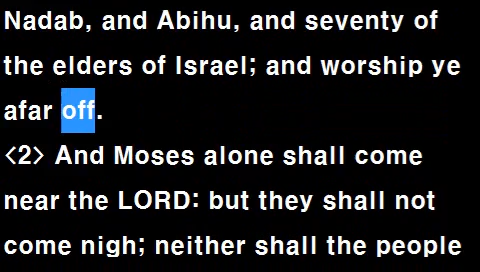 Nadab, and Abihu, and seventy of
the elders of Israel; and worship ye
afar off.
<2> And Moses alone shall come
near the LORD: but they shall not
come nigh; neither shall the people